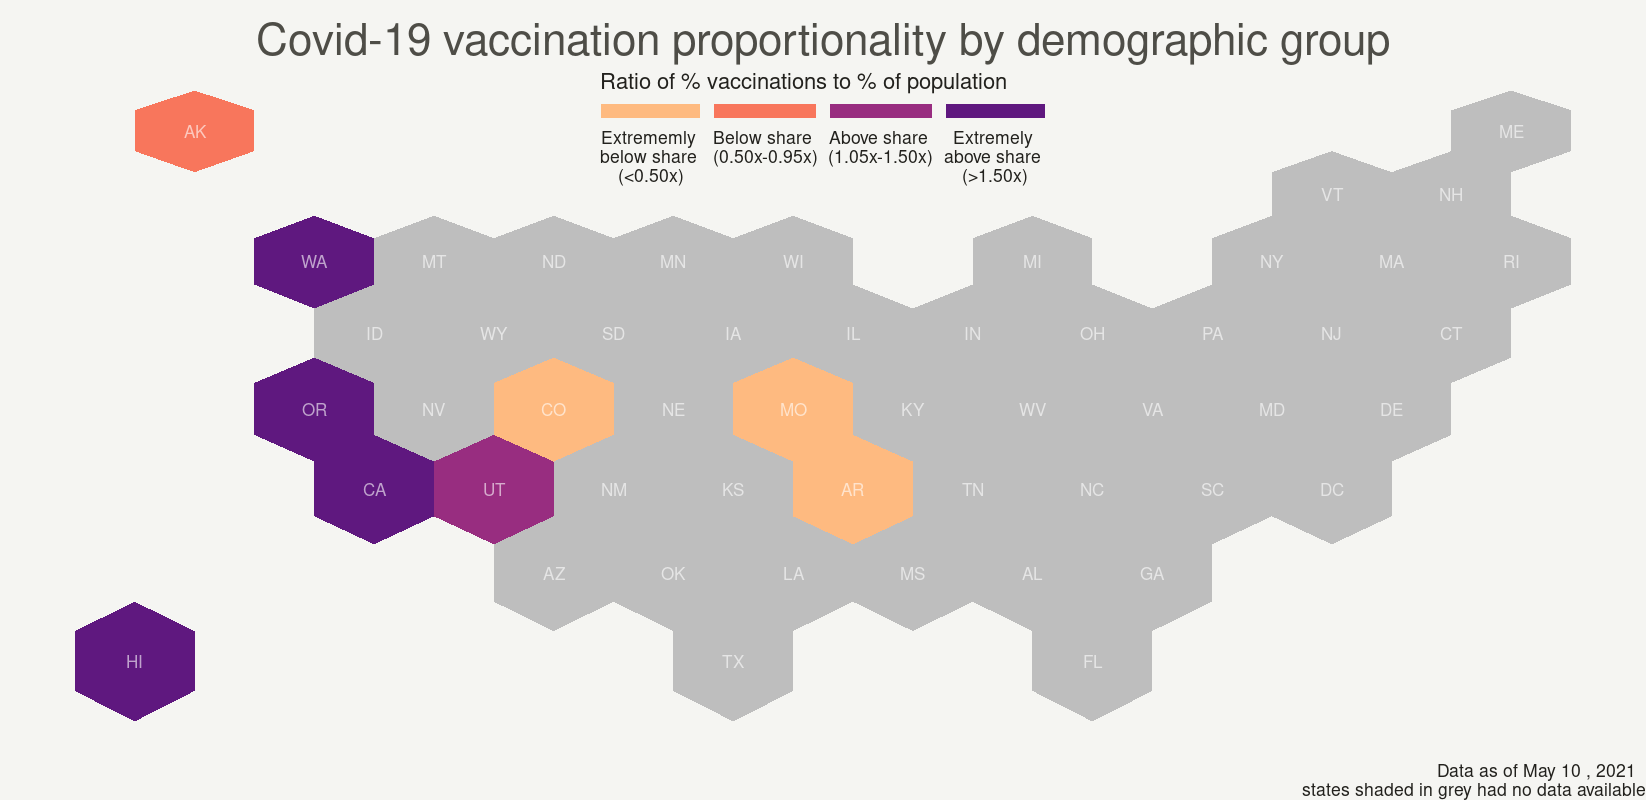 Covid-19 vaccination proportionality by demographic group
Ratio of % vaccinations to % of population
Extrememly below share (<0.50x)
Below share (0.50x-0.95x)
Above share (1.05x-1.50x)
Extremely above share (>1.50x)
AK
ME
VT NH
WA MT ND MN WI MI NY MA RI
ID WY SD IA IL IN OH PA NJ CT
OR NV CO NE MO KY WV VA MD DE
CA UT NM KS AR TN NC SC DC
AZ OK LA MS AL GA
HI TX FL
Data as of May 10 , 2021
states shaded in grey had no data available